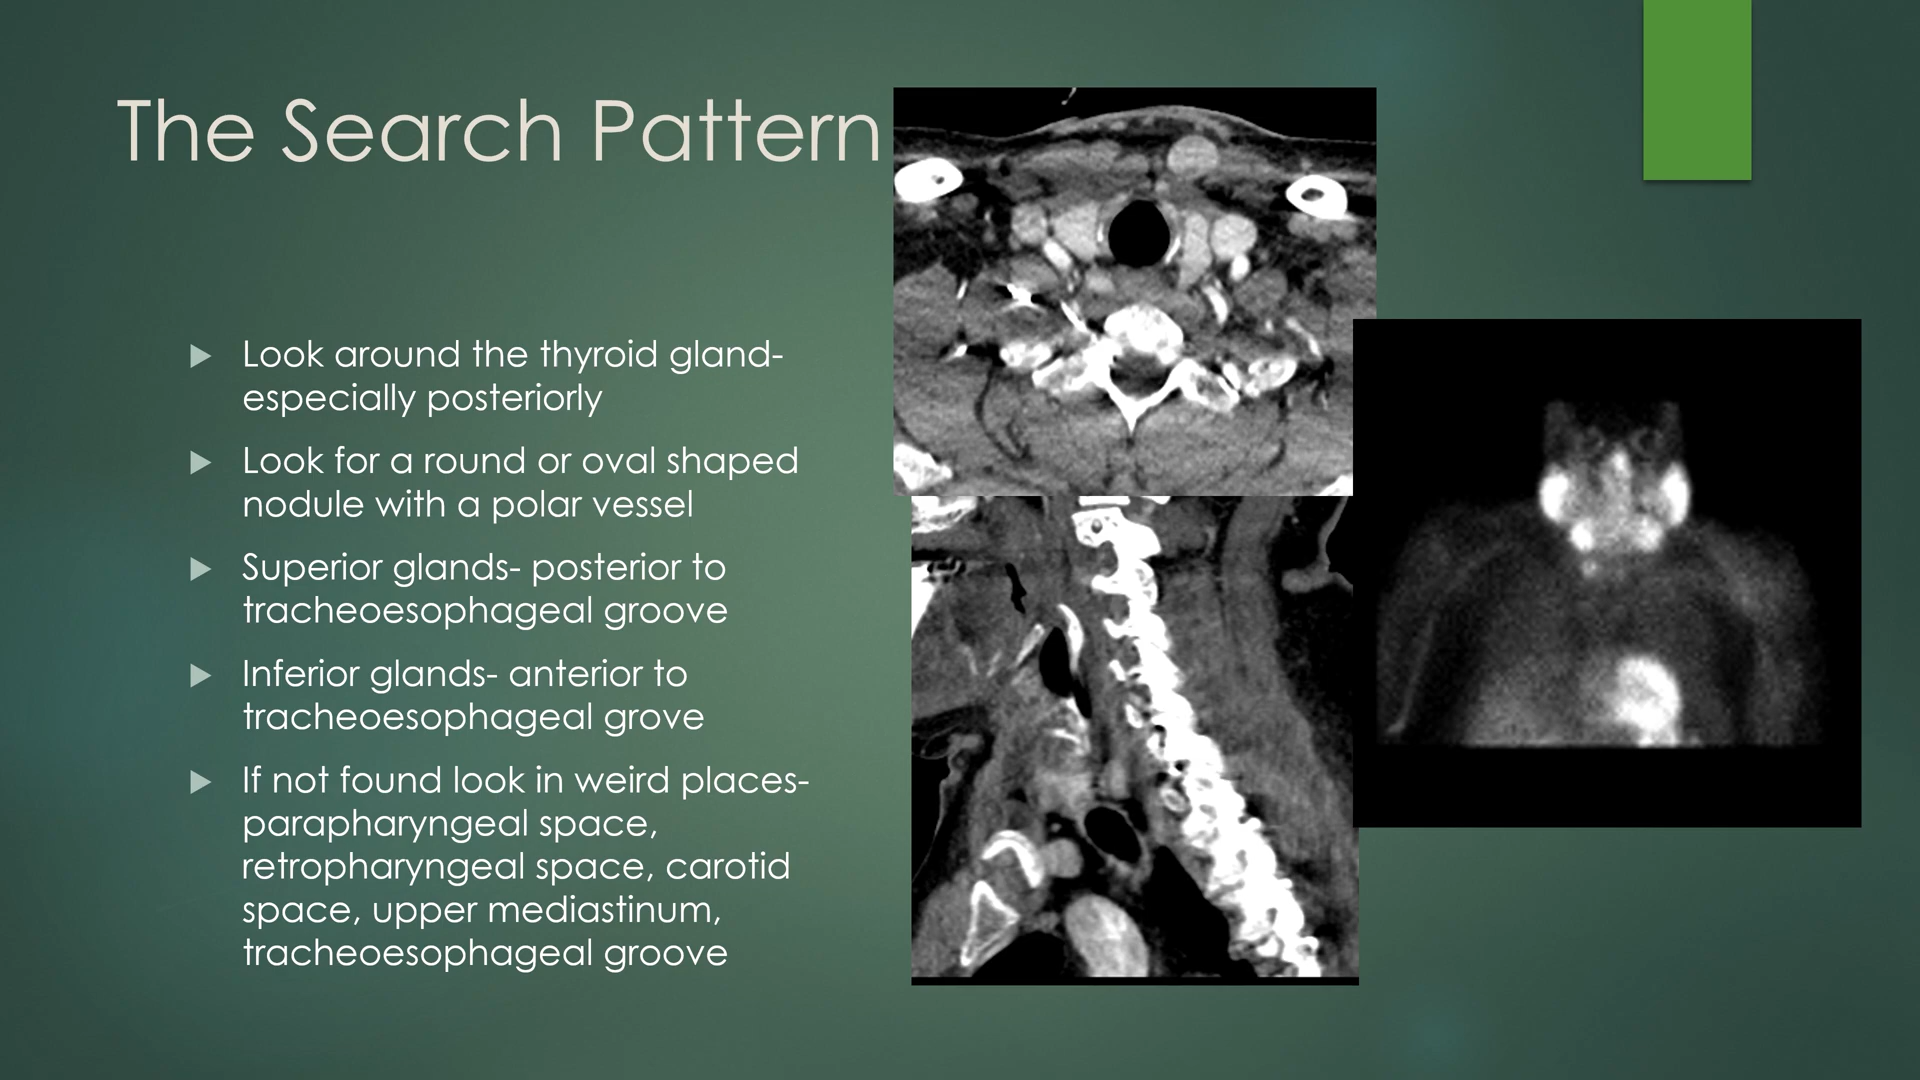 The Search Pattern
Look around the thyroid gland-
especially posteriorly
Look for a round or oval shaped
nodule with a polar vessel
Superior glands- posterior to
tracheoesophageal groove
Inferior glands- anterior to
tracheoesophageal grove
If not found look in weird places-
parapharyngeal space,
retropharyngeal space, carotid
space, upper mediastinum,
tracheoesophageal groove